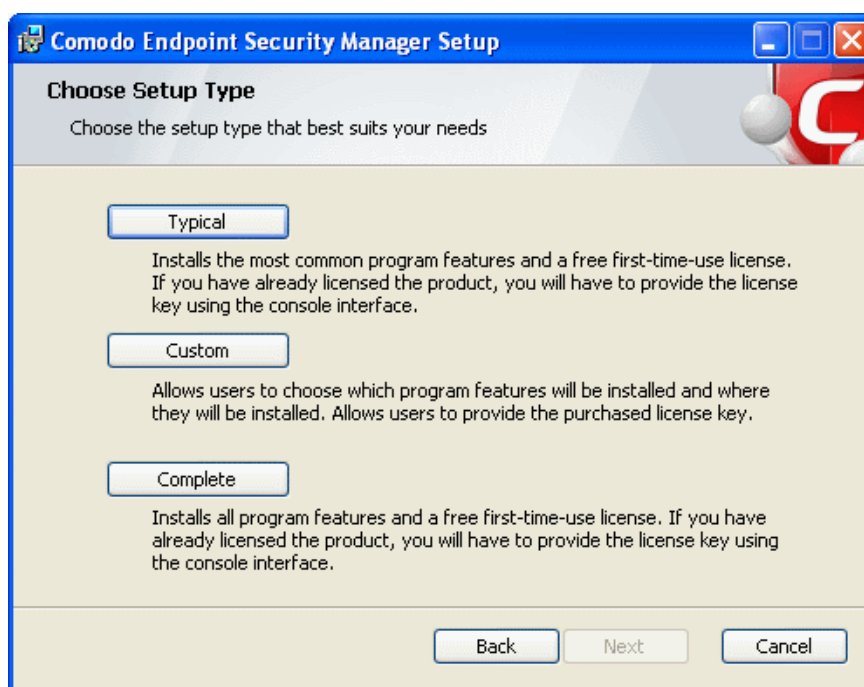 Comodo Endpoint Security Manager Setup
Choose Setup Type
Choose the setup type that best suits your needs
Typical
Installs the most common program features and a free first-time-use license.
If you have already licensed the product, you will have to provide the license
key using the console interface.
Custom
Allows users to choose which program features will be installed and where
they will be installed. Allows users to provide the purchased license key.
Complete
Installs all program features and a free first-time-use license. If you have
already licensed the product, you will have to provide the license key using
the console interface.
Back Next Cancel